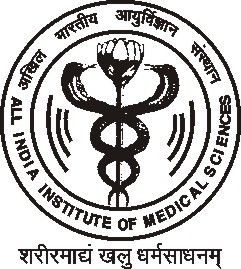 अखिल भारतीय आयुर्विज्ञान संस्थान
ALL INDIA INSTITUTE OF MEDICAL SCIENCES
शरीरमाद्यं खलु धर्मसाधनम्